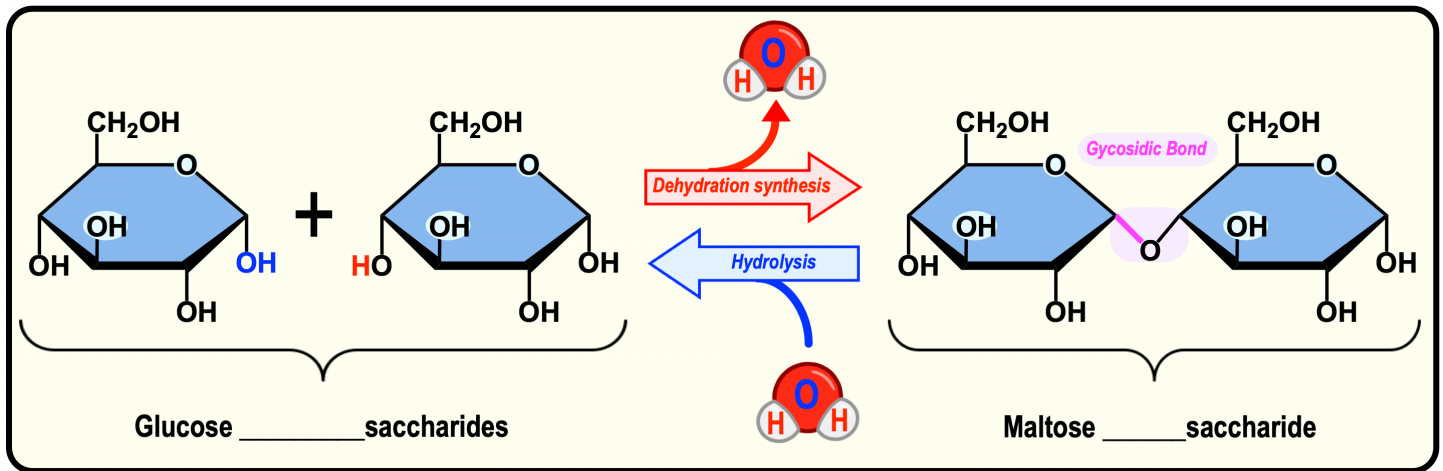 O
H H
CH₂OH
O
OH
OH
OH
OH
+
CH₂OH
O
OH
HO
OH
OH
Dehydration synthesis
Hydrolysis
O
H H
CH₂OH
O
OH
OH
OH
Gycosidic Bond
O
CH₂OH
O
OH
OH
OH
Glucose _________saccharides
Maltose ______saccharide